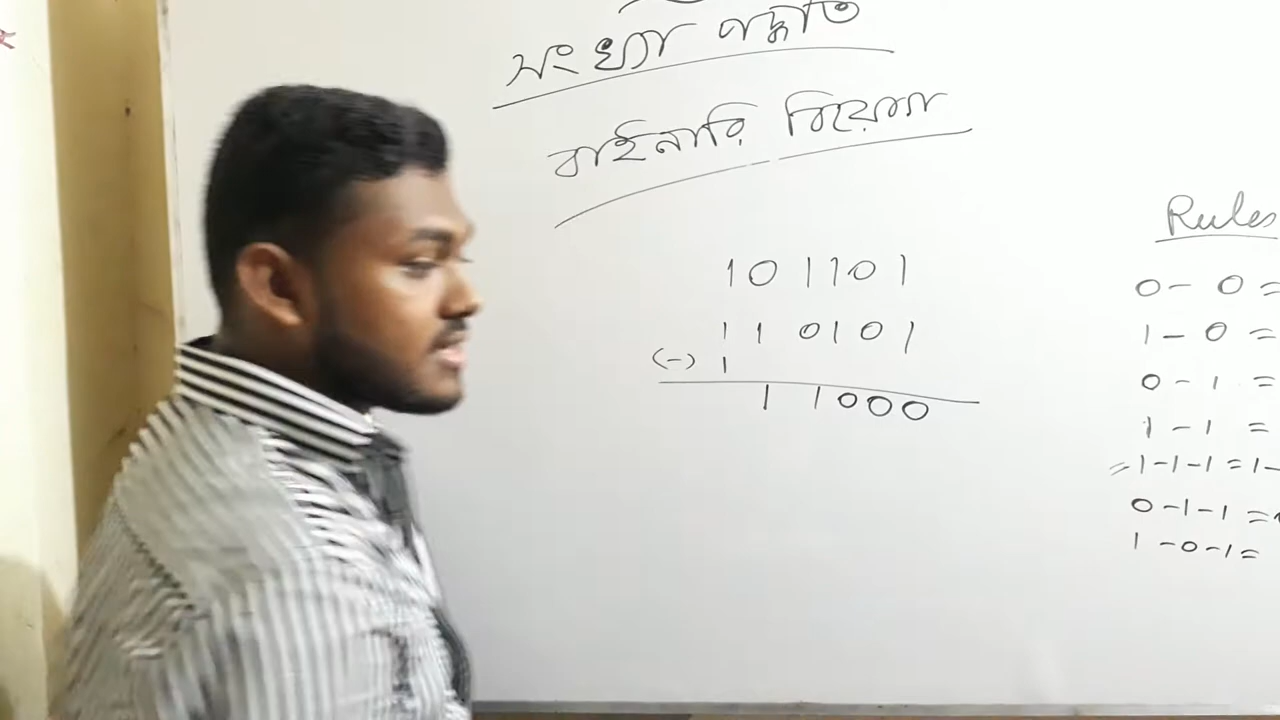 সংখ্যা পদ্ধতি
বাইনারি বিয়োগ
101101
110101
(-) 1
11000
Rules
0 - 0 =
1 - 0 =
0 - 1 =
1 - 1 =
= 1-1-1 = 1-
0-1-1 =
1-0-1 =